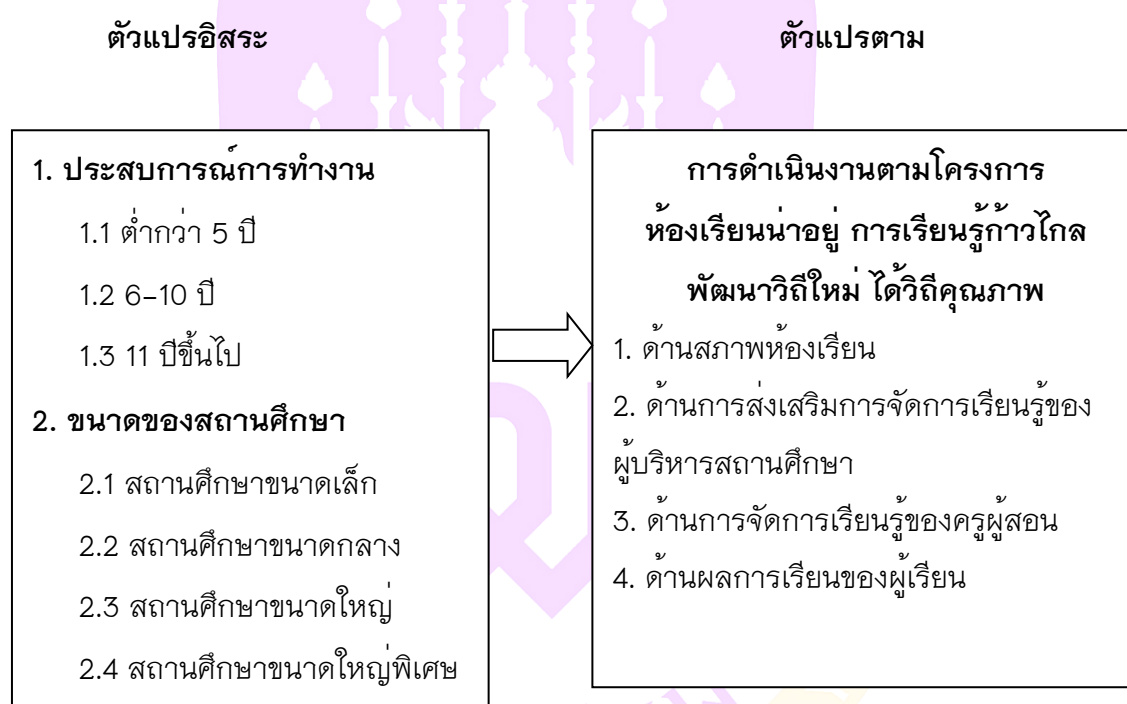 ตัวแปรอิสระ
ตัวแปรตาม
1. ประสบการณ์การทำงาน
1.1 ต่ำกว่า 5 ปี
1.2 6–10 ปี
1.3 11 ปีขึ้นไป
2. ขนาดของสถานศึกษา
2.1 สถานศึกษาขนาดเล็ก
2.2 สถานศึกษาขนาดกลาง
2.3 สถานศึกษาขนาดใหญ่
2.4 สถานศึกษาขนาดใหญ่พิเศษ
การดำเนินงานตามโครงการ
ห้องเรียนน่าอยู่ การเรียนรู้ก้าวไกล
พัฒนาวิถีใหม่ ได้วิถีคุณภาพ
1. ด้านสภาพห้องเรียน
2. ด้านการส่งเสริมการจัดการเรียนรู้ของ
ผู้บริหารสถานศึกษา
3. ด้านการจัดการเรียนรู้ของครูผู้สอน
4. ด้านผลการเรียนของผู้เรียน